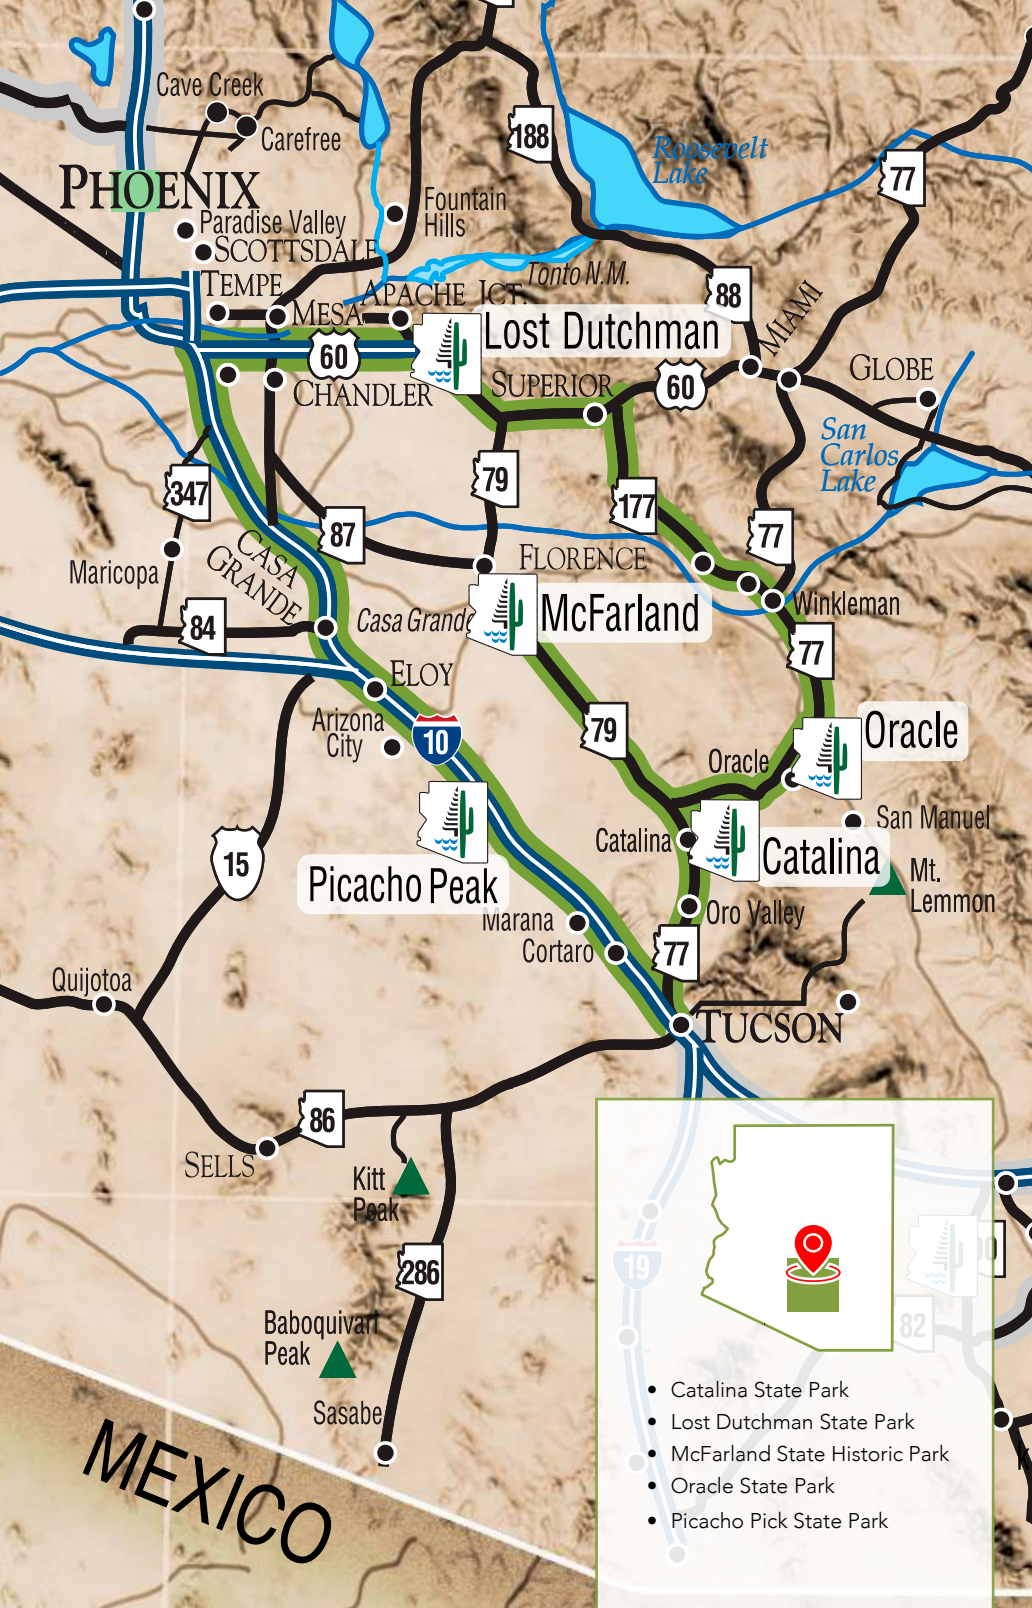 Cave Creek
Carefree
188
Roosevelt
Lake
77
PHOENIX
Fountain
Hills
Paradise Valley
SCOTTSDALE
TEMPE
Tonto N.M.
88
MIAMI
APACHE JCT.
MESA
Lost Dutchman
60
CHANDLER
SUPERIOR
60
GLOBE
San
Carlos
Lake
347
79
177
87
77
CASA
GRANDE
FLORENCE
Maricopa
84
Casa Grand
McFarland
Winkleman
77
ELOY
Arizona
City
10
79
Oracle
Oracle
San Manuel
Catalina
Catalina
Mt.
Lemmon
15
Picacho Peak
Marana
Cortaro
Oro Valley
77
Quijotoa
TUCSON
86
SELLS
Kitt
Peak
286
19
90
82
Baboquivari
Peak
Sasabe
MEXICO
• Catalina State Park
• Lost Dutchman State Park
• McFarland State Historic Park
• Oracle State Park
• Picacho Pick State Park